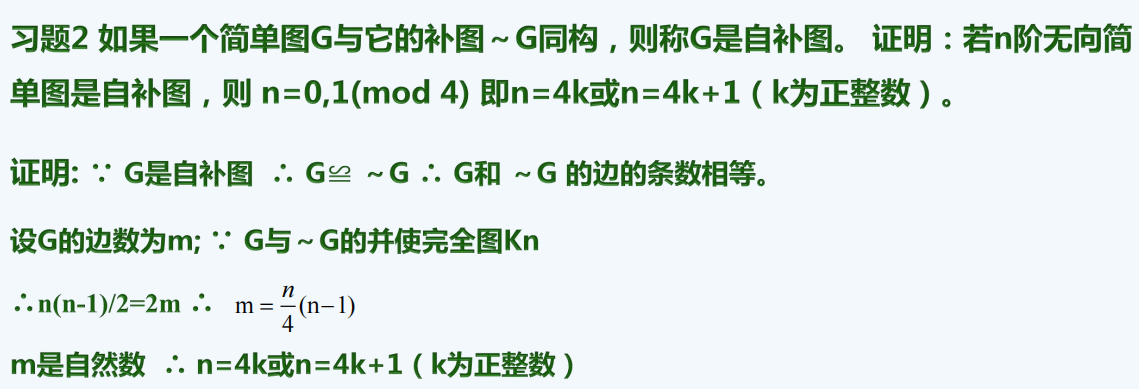 习题2 如果一个简单图G与它的补图～G同构，则称G是自补图。 证明：若n阶无向简
单图是自补图，则 n=0,1(mod 4) 即n=4k或n=4k+1（k为正整数）。
证明: ∵ G是自补图 ∴ G≌ ～G ∴ G和 ～G 的边的条数相等。
设G的边数为m; ∵ G与～G的并使完全图Kn
∴n(n-1)/2=2m ∴ m = n/4 (n−1)
m是自然数 ∴ n=4k或n=4k+1（k为正整数）